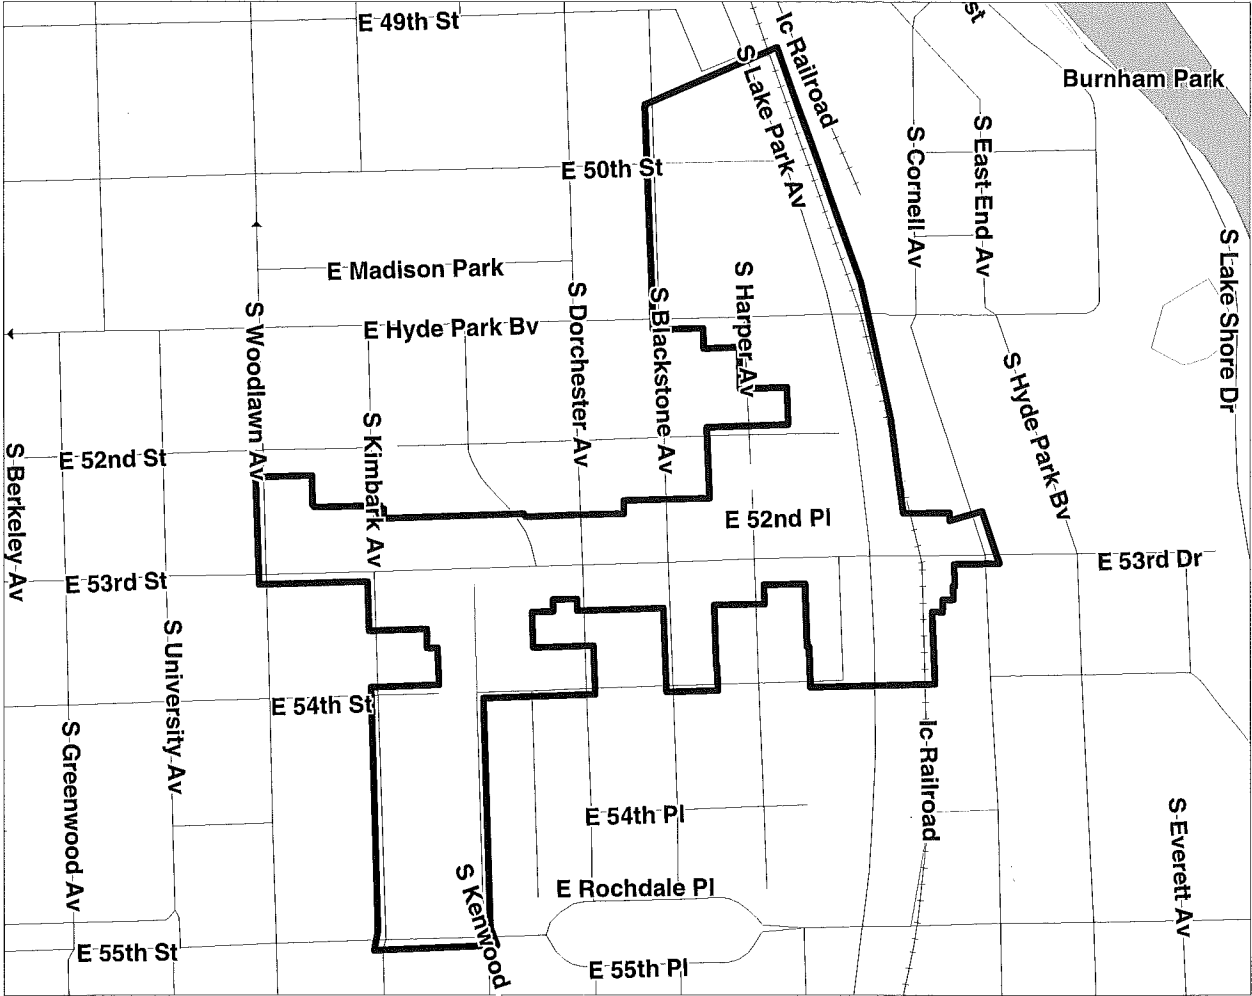 E 49th St
st
Ic Railroad
S Lake Park Av
Burnham Park
S Cornell Av
S East End Av
E 50th St
S Lake Shore Dr
E Madison Park
S Harper Av
S Dorchester Av
S Blackstone Av
S Woodlawn Av
E Hyde Park Bv
S Hyde Park Bv
S Kimbark Av
S Berkeley Av
E 52nd St
E 52nd Pl
E 53rd Dr
E 53rd St
S University Av
E 54th St
S Greenwood Av
Ic Railroad
E 54th Pl
S Everett Av
S Kenwood
E Rochdale Pl
E 55th St
E 55th Pl